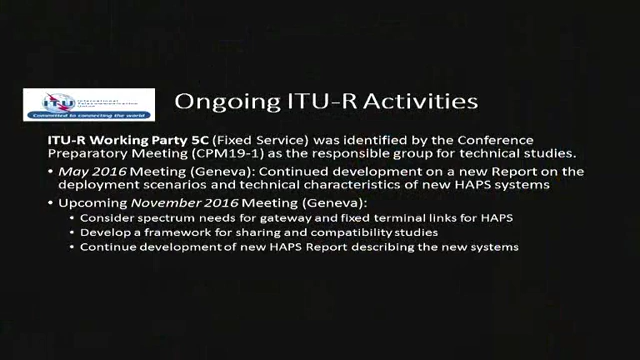 ITU
International
Telecommunication
Union
Committed to connecting the world
Ongoing ITU-R Activities
ITU-R Working Party 5C (Fixed Service) was identified by the Conference
Preparatory Meeting (CPM19-1) as the responsible group for technical studies.
• May 2016 Meeting (Geneva): Continued development on a new Report on the
deployment scenarios and technical characteristics of new HAPS systems
• Upcoming November 2016 Meeting (Geneva):
• Consider spectrum needs for gateway and fixed terminal links for HAPS
• Develop a framework for sharing and compatibility studies
• Continue development of new HAPS Report describing the new systems